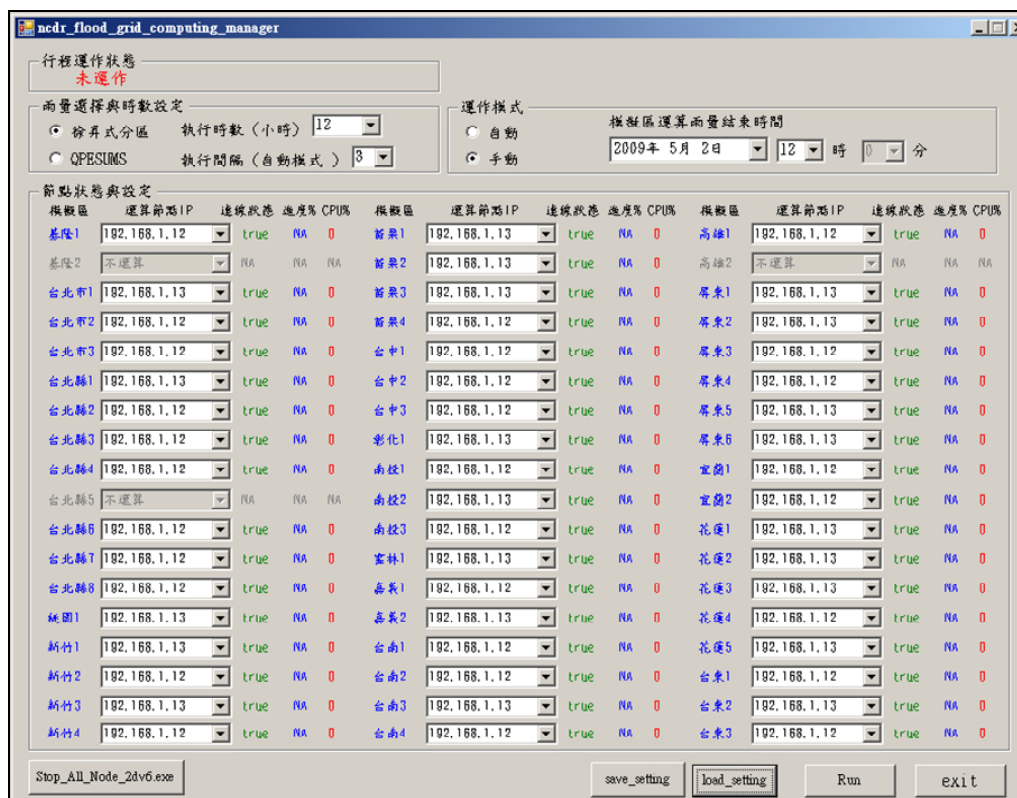 ncdr_flood_grid_computing_manager
行程運作狀態
未運作
雨量選擇與時數設定
徐昇式分區 執行時數(小時) 12
QPESUMS 執行間隔(自動模式) 3
運作模式
自動
手動
模擬區運算雨量結束時間
2009年 5月 2日 12 時 0 分
節點狀態與設定
模擬區 運算節點IP 連線狀態 進度% CPU% 模擬區 運算節點IP 連線狀態 進度% CPU% 模擬區 運算節點IP 連線狀態 進度% CPU%
基隆1 192.168.1.12 true NA 0 苗栗1 192.168.1.13 true NA 0 高雄1 192.168.1.12 true NA 0
基隆2 不運算 NA NA NA 苗栗2 192.168.1.13 true NA 0 高雄2 不運算 NA NA NA
台北市1 192.168.1.13 true NA 0 苗栗3 192.168.1.13 true NA 0 屏東1 192.168.1.13 true NA 0
台北市2 192.168.1.12 true NA 0 苗栗4 192.168.1.12 true NA 0 屏東2 192.168.1.13 true NA 0
台北市3 192.168.1.12 true NA 0 台中1 192.168.1.12 true NA 0 屏東3 192.168.1.12 true NA 0
台北縣1 192.168.1.13 true NA 0 台中2 192.168.1.12 true NA 0 屏東4 192.168.1.12 true NA 0
台北縣2 192.168.1.12 true NA 0 台中3 192.168.1.12 true NA 0 屏東5 192.168.1.13 true NA 0
台北縣3 192.168.1.12 true NA 0 彰化1 192.168.1.13 true NA 0 屏東6 192.168.1.13 true NA 0
台北縣4 192.168.1.12 true NA 0 南投1 192.168.1.12 true NA 0 宜蘭1 192.168.1.12 true NA 0
台北縣5 不運算 NA NA NA 南投2 192.168.1.13 true NA 0 宜蘭2 192.168.1.12 true NA 0
台北縣6 192.168.1.12 true NA 0 南投3 192.168.1.12 true NA 0 花蓮1 192.168.1.13 true NA 0
台北縣7 192.168.1.12 true NA 0 雲林1 192.168.1.13 true NA 0 花蓮2 192.168.1.13 true NA 0
台北縣8 192.168.1.12 true NA 0 嘉義1 192.168.1.12 true NA 0 花蓮3 192.168.1.13 true NA 0
桃園1 192.168.1.13 true NA 0 嘉義2 192.168.1.13 true NA 0 花蓮4 192.168.1.12 true NA 0
新竹1 192.168.1.13 true NA 0 台南1 192.168.1.12 true NA 0 花蓮5 192.168.1.13 true NA 0
新竹2 192.168.1.12 true NA 0 台南2 192.168.1.12 true NA 0 台東1 192.168.1.12 true NA 0
新竹3 192.168.1.13 true NA 0 台南3 192.168.1.13 true NA 0 台東2 192.168.1.13 true NA 0
新竹4 192.168.1.12 true NA 0 台南4 192.168.1.12 true NA 0 台東3 192.168.1.12 true NA 0
Stop_All_Node_2dv6.exe save_setting load_setting Run exit